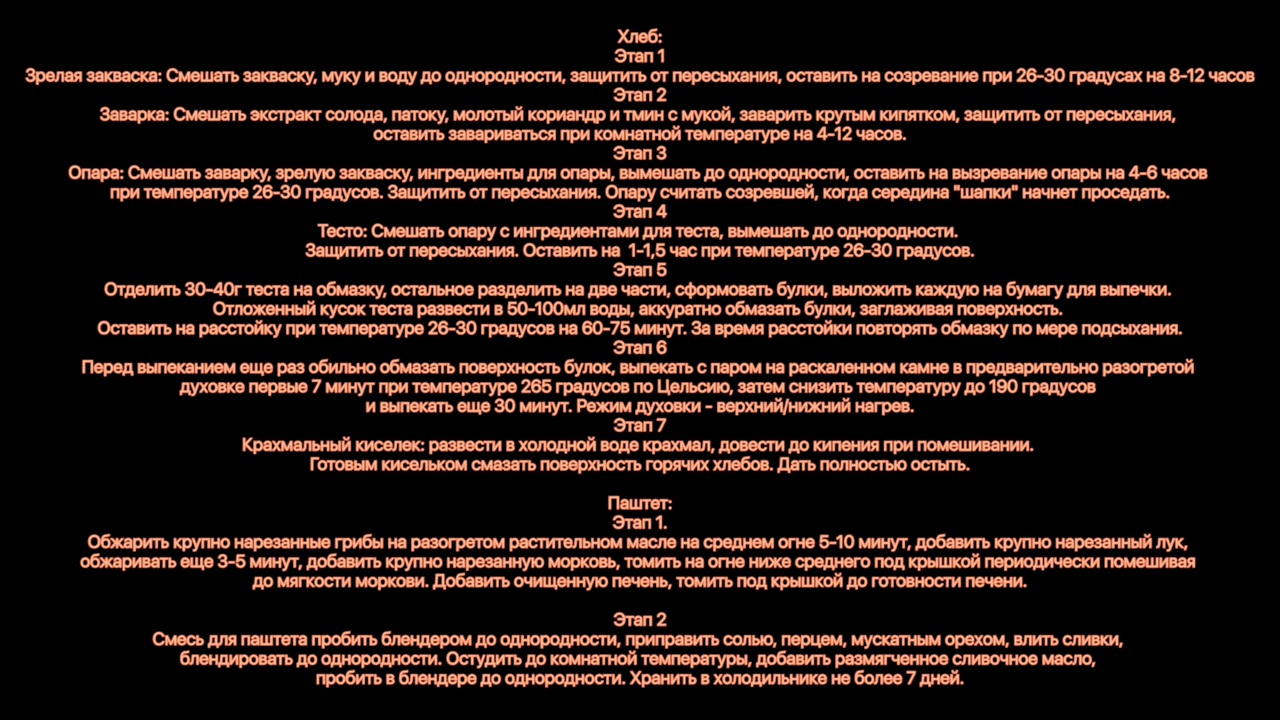 Хлеб:
Этап 1
Зрелая закваска: Смешать закваску, муку и воду до однородности, защитить от пересыхания, оставить на созревание при 26-30 градусах на 8-12 часов
Этап 2
Заварка: Смешать экстракт солода, патоку, молотый кориандр и тмин с мукой, заварить крутым кипятком, защитить от пересыхания,
оставить завариваться при комнатной температуре на 4-12 часов.
Этап 3
Опара: Смешать заварку, зрелую закваску, ингредиенты для опары, вымешать до однородности, оставить на вызревание опары на 4-6 часов
при температуре 26-30 градусов. Защитить от пересыхания. Опару считать созревшей, когда середина "шапки" начнет проседать.
Этап 4
Тесто: Смешать опару с ингредиентами для теста, вымешать до однородности.
Защитить от пересыхания. Оставить на  1-1,5 час при температуре 26-30 градусов.
Этап 5
Отделить 30-40г теста на обмазку, остальное разделить на две части, сформовать булки, выложить каждую на бумагу для выпечки.
Отложенный кусок теста развести в 50-100мл воды, аккуратно обмазать булки, заглаживая поверхность.
Оставить на расстойку при температуре 26-30 градусов на 60-75 минут. За время расстойки повторять обмазку по мере подсыхания.
Этап 6
Перед выпеканием еще раз обильно обмазать поверхность булок, выпекать с паром на раскаленном камне в предварительно разогретой
духовке первые 7 минут при температуре 265 градусов по Цельсию, затем снизить температуру до 190 градусов
и выпекать еще 30 минут. Режим духовки - верхний/нижний нагрев.
Этап 7
Крахмальный киселек: развести в холодной воде крахмал, довести до кипения при помешивании.
Готовым кисельком смазать поверхность горячих хлебов. Дать полностью остыть.
Паштет:
Этап 1.
Обжарить крупно нарезанные грибы на разогретом растительном масле на среднем огне 5-10 минут, добавить крупно нарезанный лук,
обжаривать еще 3-5 минут, добавить крупно нарезанную морковь, томить на огне ниже среднего под крышкой периодически помешивая
до мягкости моркови. Добавить очищенную печень, томить под крышкой до готовности печени.
Этап 2
Смесь для паштета пробить блендером до однородности, приправить солью, перцем, мускатным орехом, влить сливки,
блендировать до однородности. Остудить до комнатной температуры, добавить размягченное сливочное масло,
пробить в блендере до однородности. Хранить в холодильнике не более 7 дней.